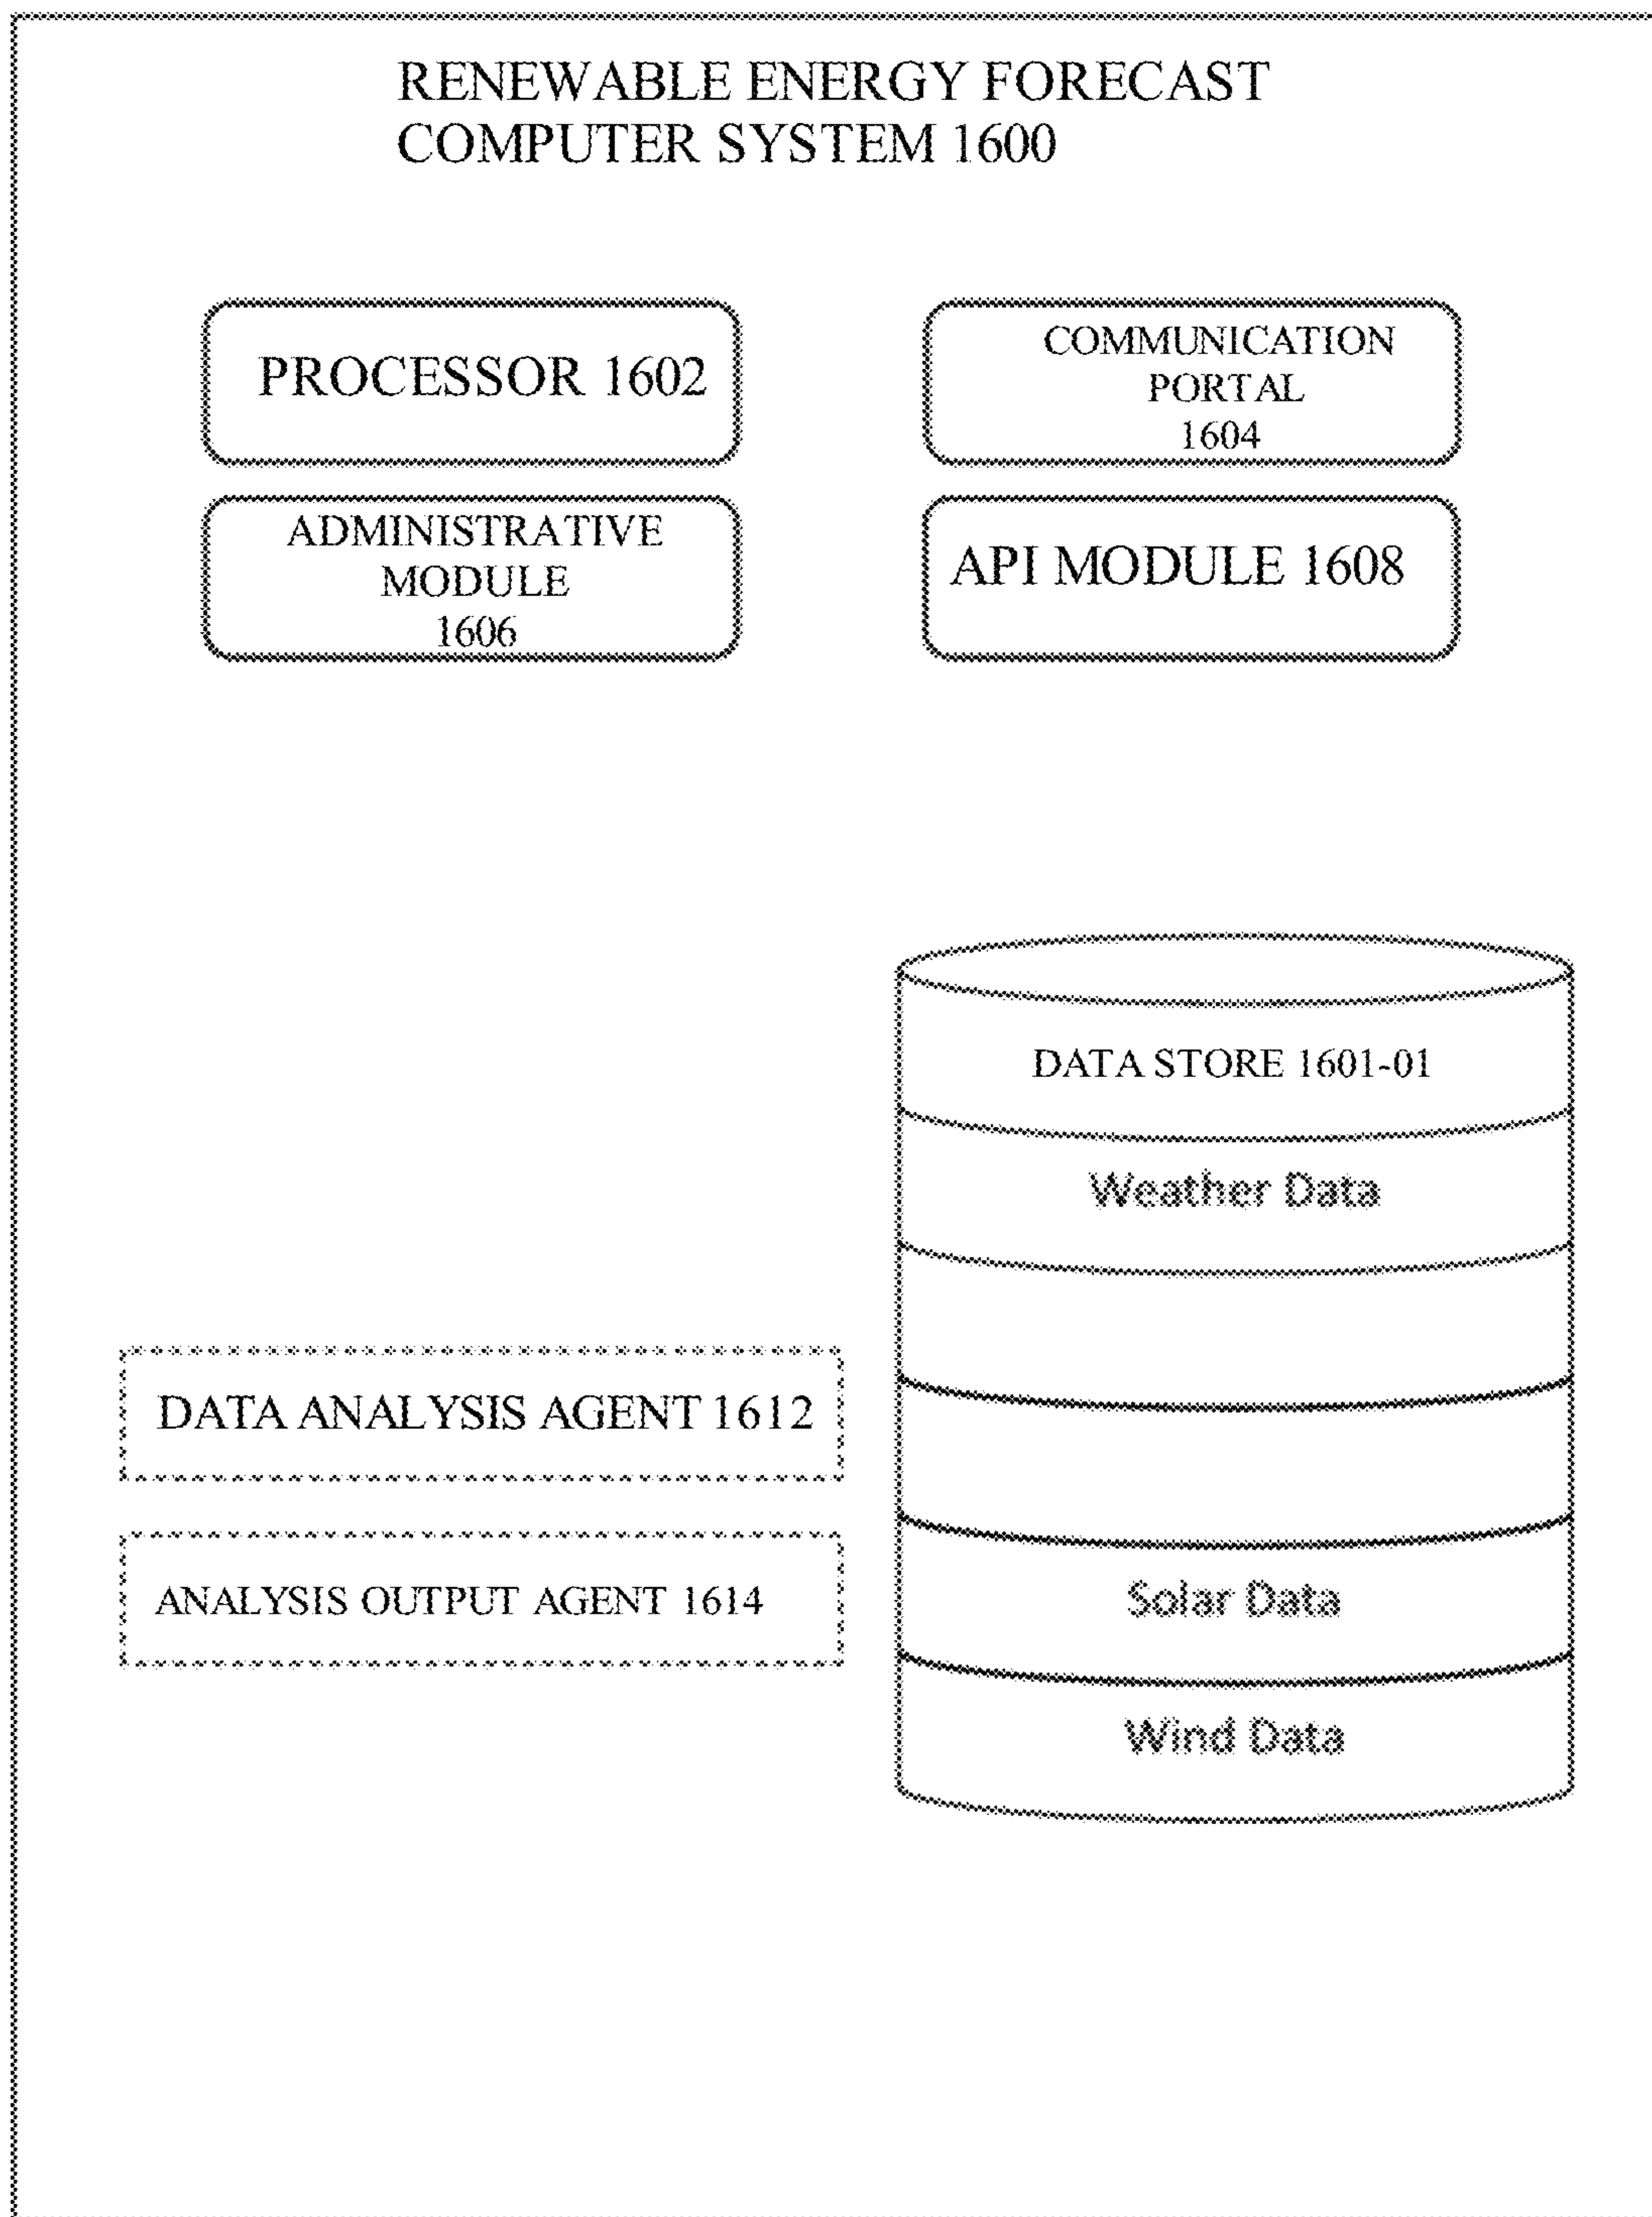 RENEWABLE ENERGY FORECAST
COMPUTER SYSTEM 1600
PROCESSOR 1602
COMMUNICATION
PORTAL
1604
ADMINISTRATIVE
MODULE
1606
API MODULE 1608
DATA STORE 1601-01
Weather Data
DATA ANALYSIS AGENT 1612
ANALYSIS OUTPUT AGENT 1614
Solar Data
Wind Data